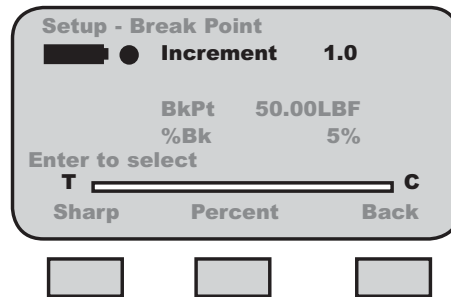 Setup - Break Point
Increment 1.0
BkPt 50.00LBF
%Bk 5%
Enter to select
T C
Sharp Percent Back